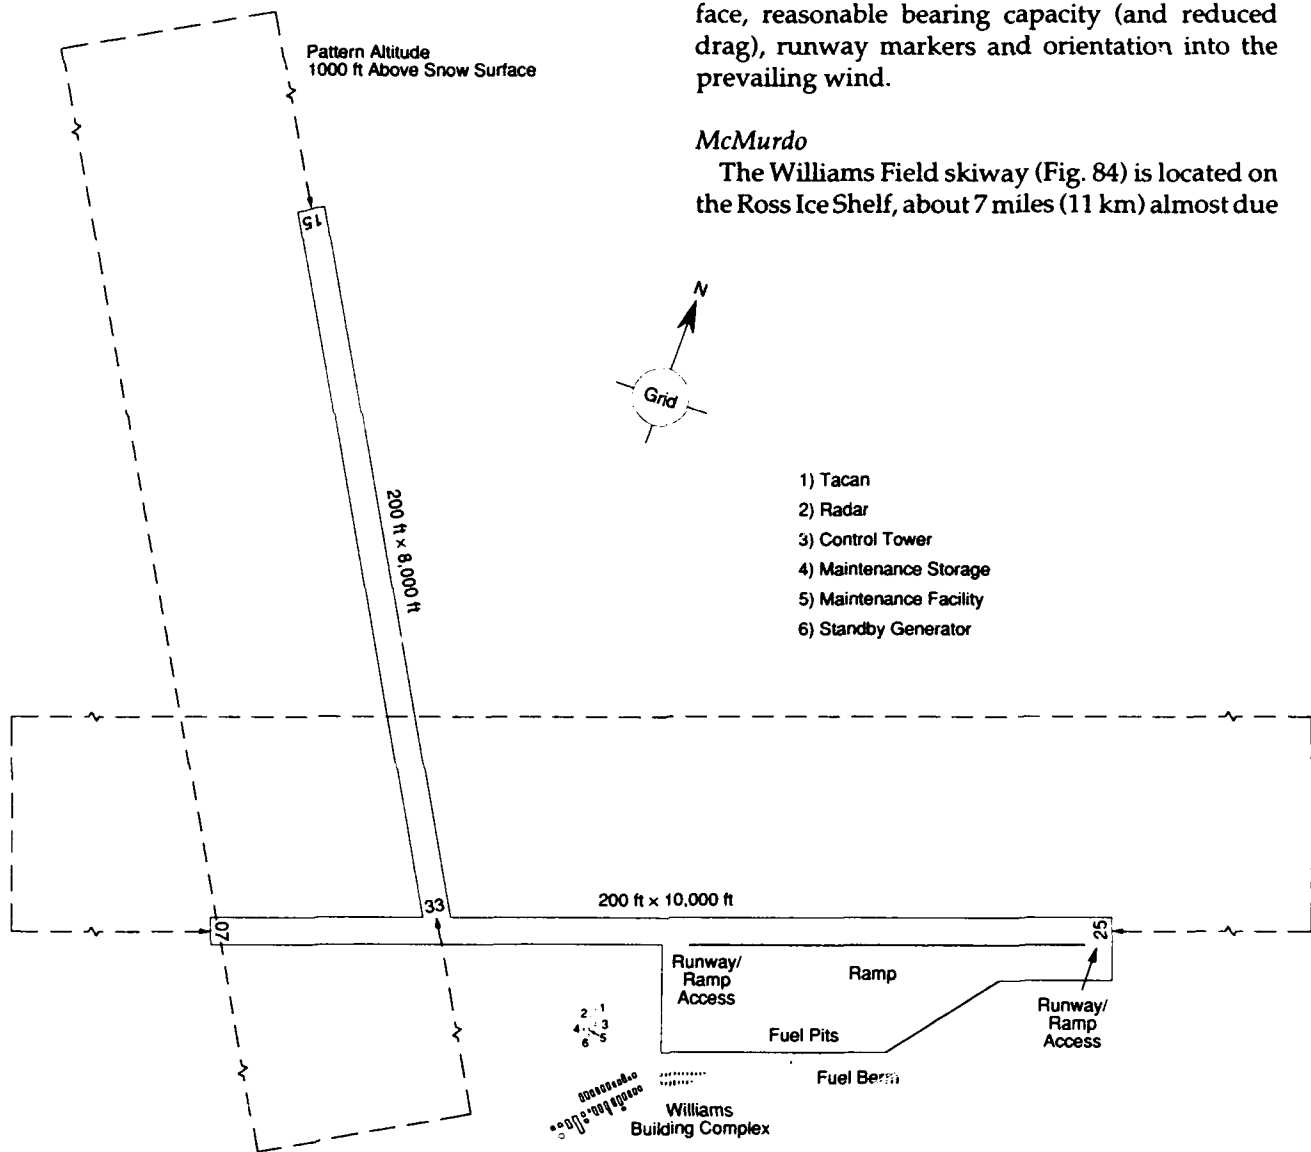 face, reasonable bearing capacity (and reduced
drag), runway markers and orientation into the
prevailing wind.
McMurdo
The Williams Field skiway (Fig. 84) is located on
the Ross Ice Shelf, about 7 miles (11 km) almost due
Pattern Altitude
1000 ft Above Snow Surface
15
N
Grid
200 ft × 8,000 ft
1) Tacan
2) Radar
3) Control Tower
4) Maintenance Storage
5) Maintenance Facility
6) Standby Generator
200 ft × 10,000 ft
33
07
25
Runway/
Ramp
Access
Ramp
Runway/
Ramp
Access
1
2
3
4
5
6
Fuel Pits
Fuel Berm
Williams
Building Complex